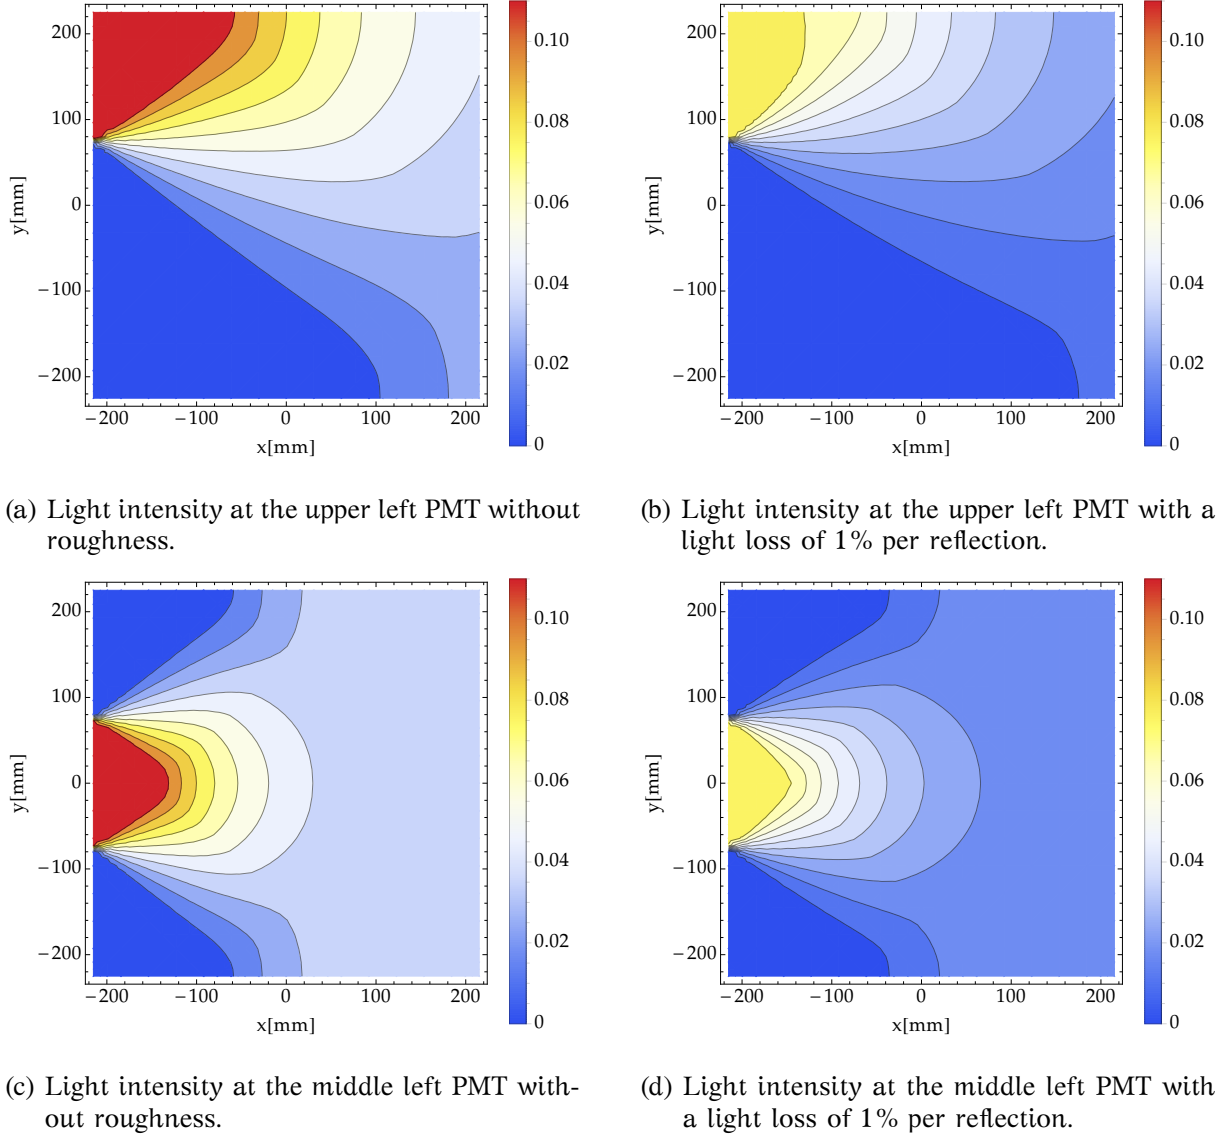 200
100
0
−100
−200
y[mm]
−200 −100 0 100 200
x[mm]
0.10
0.08
0.06
0.04
0.02
0
200
100
0
−100
−200
y[mm]
−200 −100 0 100 200
x[mm]
0.10
0.08
0.06
0.04
0.02
0
(a) Light intensity at the upper left PMT without
roughness.
(b) Light intensity at the upper left PMT with a
light loss of 1% per reflection.
200
100
0
−100
−200
y[mm]
−200 −100 0 100 200
x[mm]
0.10
0.08
0.06
0.04
0.02
0
200
100
0
−100
−200
y[mm]
−200 −100 0 100 200
x[mm]
0.10
0.08
0.06
0.04
0.02
0
(c) Light intensity at the middle left PMT with-
out roughness.
(d) Light intensity at the middle left PMT with
a light loss of 1% per reflection.